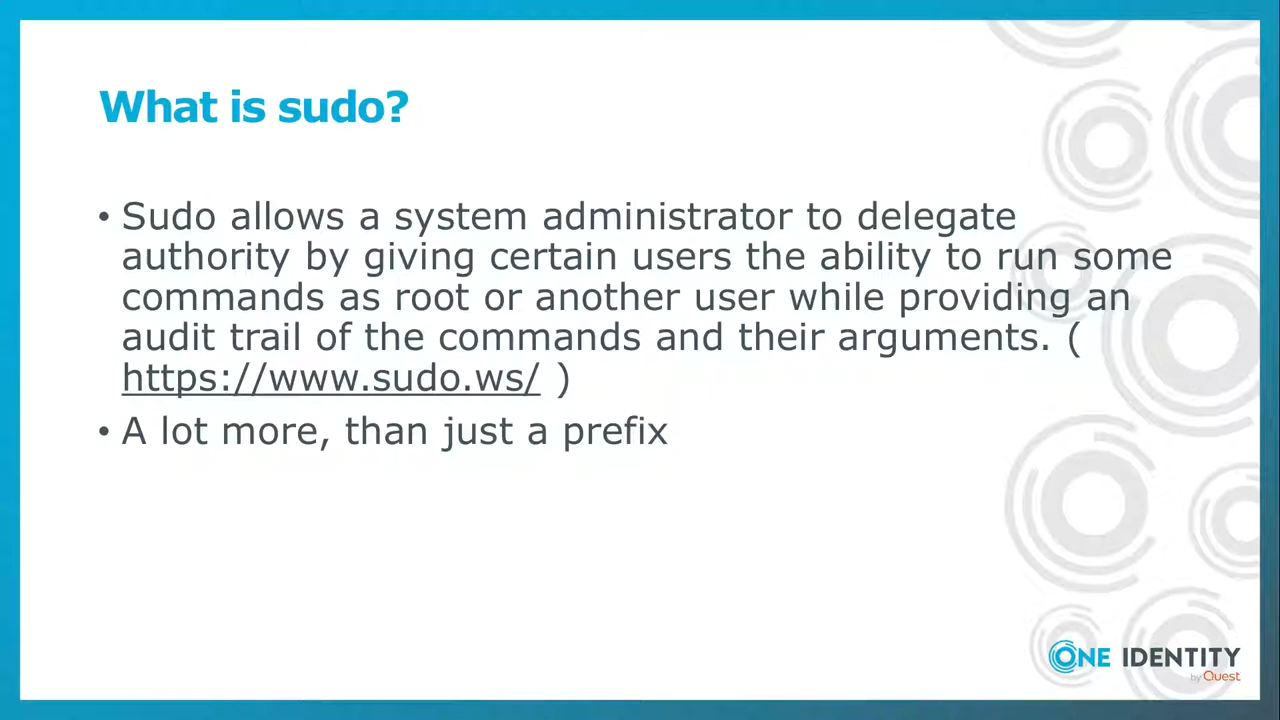 What is sudo?
• Sudo allows a system administrator to delegate
authority by giving certain users the ability to run some
commands as root or another user while providing an
audit trail of the commands and their arguments. (
https://www.sudo.ws/ )
• A lot more, than just a prefix
ONE IDENTITY
by Quest